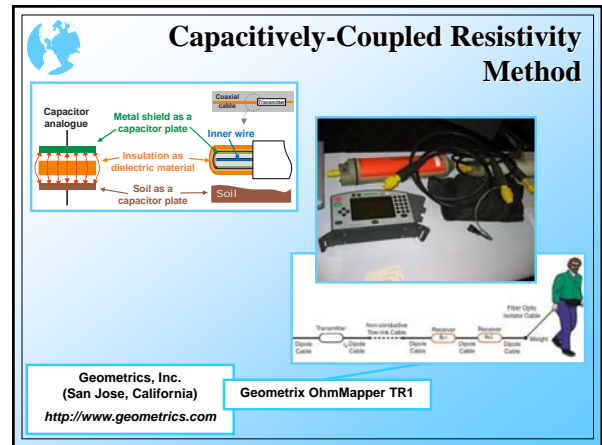 Capacitively-Coupled Resistivity
Method
Coaxial
cable
Transmitter
Capacitor
analogue
Metal shield as a
capacitor plate
Inner wire
Insulation as
dielectric material
Soil as a
capacitor plate
Soil
Fiber Optic
Isolator Cable
Transmitter
Non-conductive
Tow-link Cable
Receiver
Receiver
Dipole
Cable
Dipole
Cable
Dipole
Cable
Dipole
Cable
Dipole
Cable
Weight
Geometrics, Inc.
(San Jose, California)
http://www.geometrics.com
Geometrix OhmMapper TR1